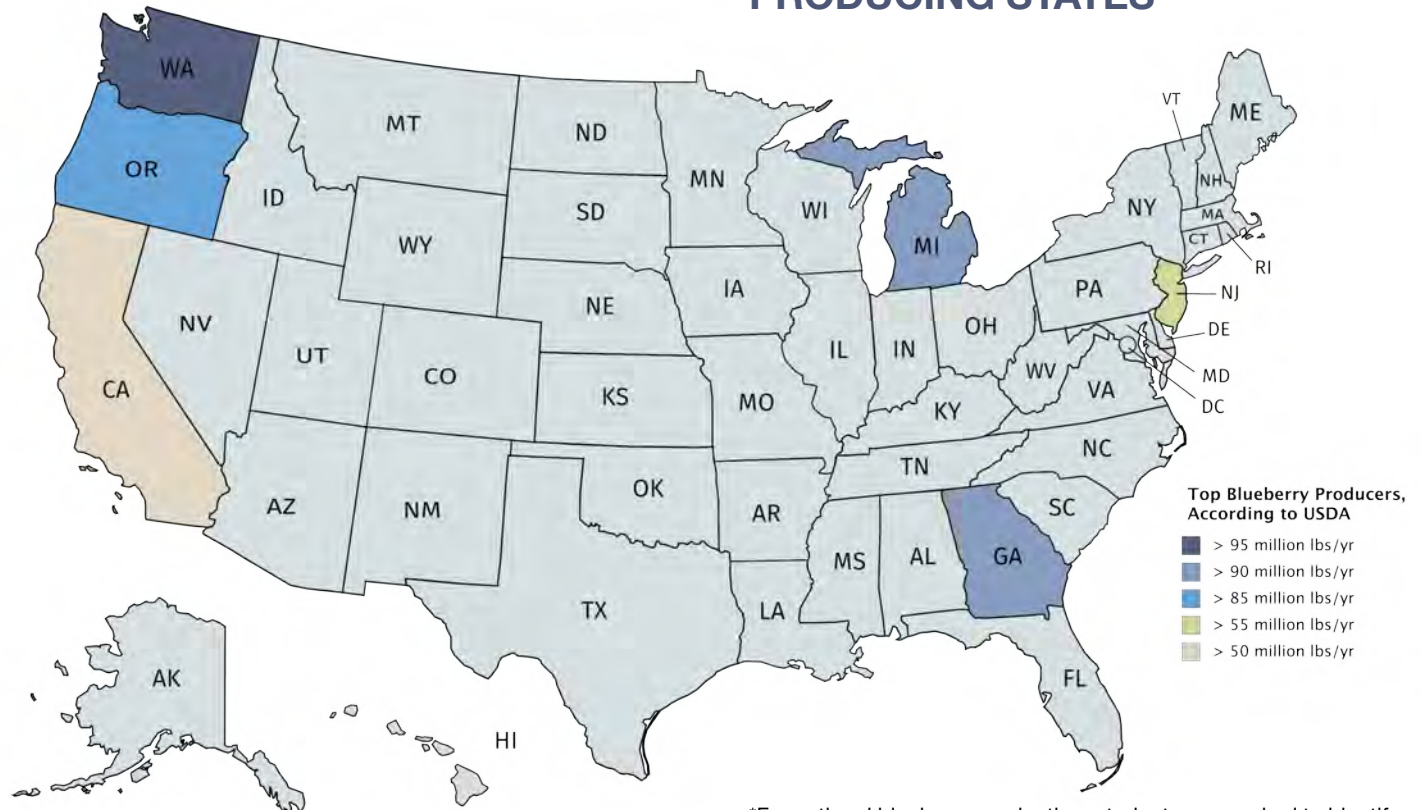 PRODUCING STATES
WA
OR
CA
NV
ID
MT
WY
UT
CO
AZ
NM
ND
SD
NE
KS
OK
TX
MN
IA
MO
AR
LA
WI
IL
MI
IN
OH
KY
TN
MS
AL
GA
FL
SC
NC
VA
WV
PA
NY
VT
NH
ME
MA
CT
RI
NJ
DE
MD
DC
AK
HI
Top Blueberry Producers,
According to USDA
> 95 million lbs/yr
> 90 million lbs/yr
> 85 million lbs/yr
> 55 million lbs/yr
> 50 million lbs/yr